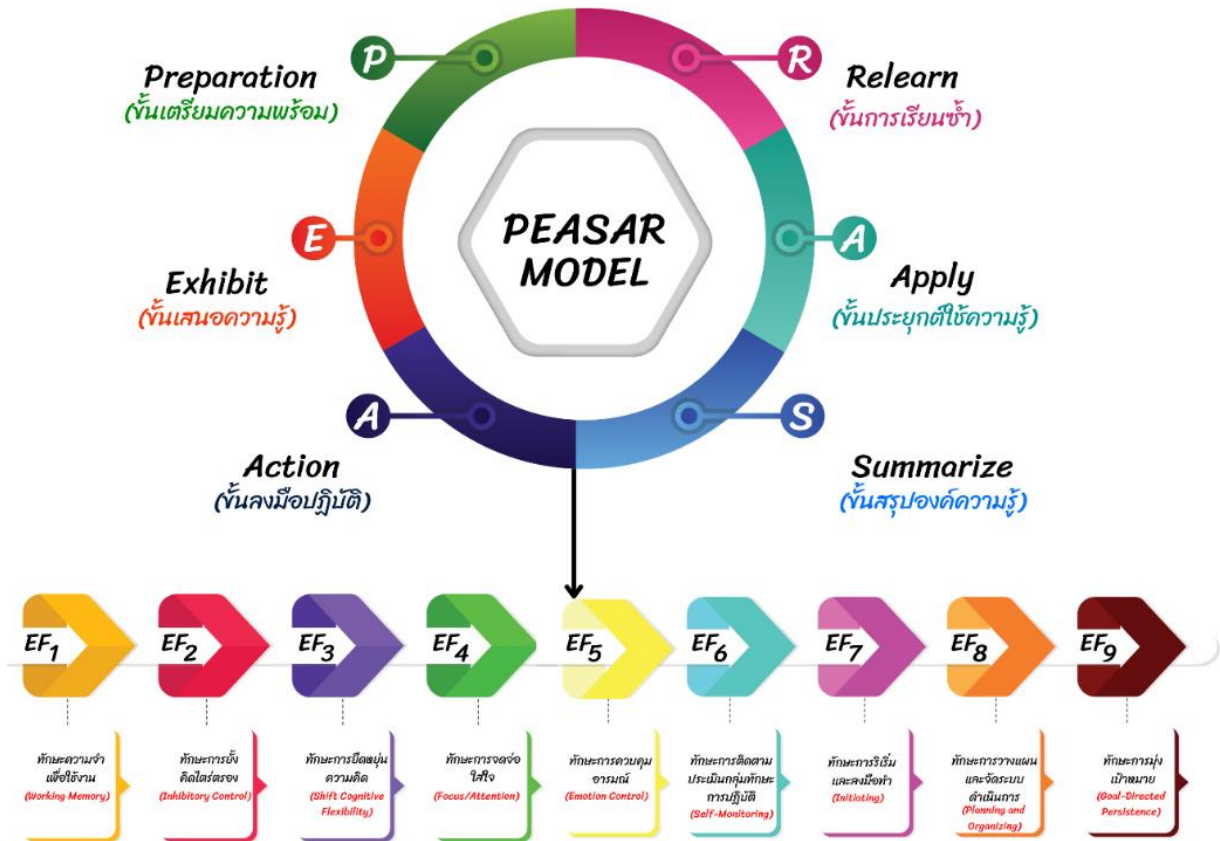 P
Preparation
(ขั้นเตรียมความพร้อม)
E
Exhibit
(ขั้นเสนอความรู้)
A
Action
(ขั้นลงมือปฏิบัติ)
S
Summarize
(ขั้นสรุปองค์ความรู้)
A
Apply
(ขั้นประยุกต์ใช้ความรู้)
R
Relearn
(ขั้นการเรียนซ้ำ)
PEASAR
MODEL
EF1
ทักษะความจำ
เพื่อใช้งาน
(Working Memory)
EF2
ทักษะการยั้ง
คิดไตร่ตรอง
(Inhibitory Control)
EF3
ทักษะการยืดหยุ่น
ความคิด
(Shift Cognitive
Flexibility)
EF4
ทักษะการจดจ่อ
ใส่ใจ
(Focus/Attention)
EF5
ทักษะการควบคุม
อารมณ์
(Emotion Control)
EF6
ทักษะการติดตาม
ประเมินกลุ่มทักษะ
การปฏิบัติ
(Self-Monitoring)
EF7
ทักษะการริเริ่ม
และลงมือทำ
(Initiating)
EF8
ทักษะการวางแผน
และจัดระบบ
ดำเนินการ
(Planning and
Organizing)
EF9
ทักษะการมุ่ง
เป้าหมาย
(Goal-Directed
Persistence)